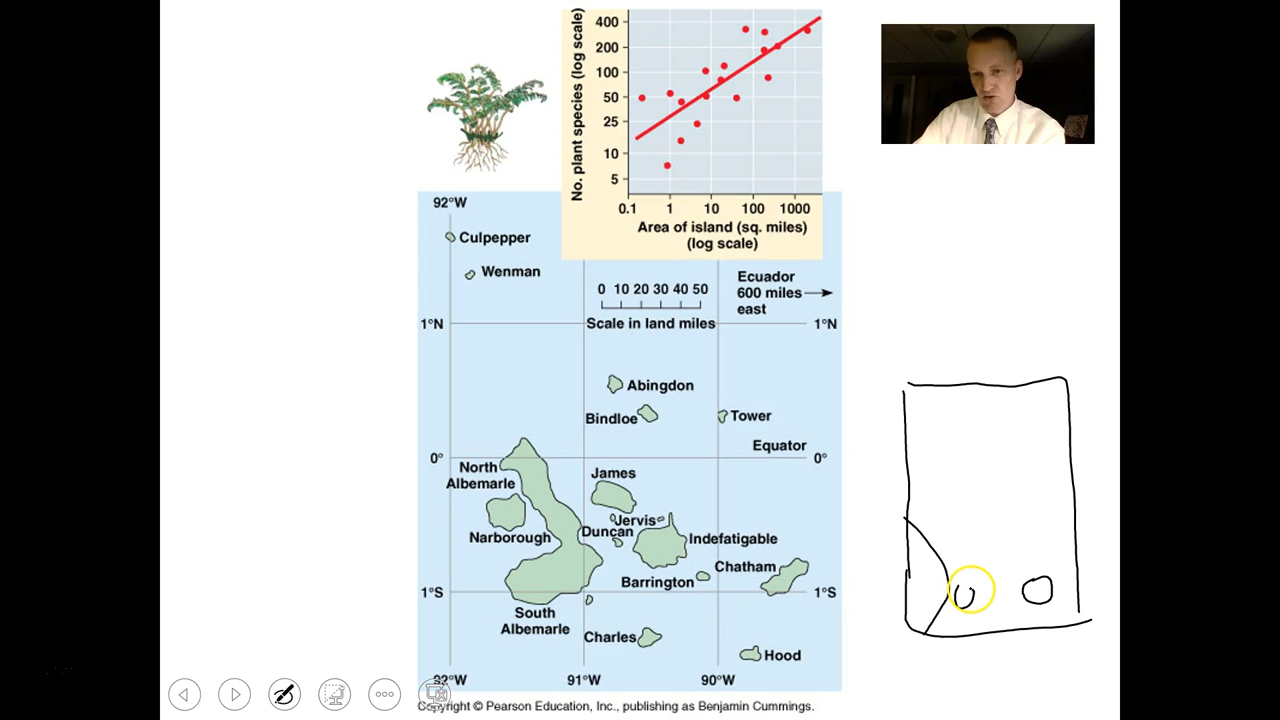 No. plant species (log scale)
400
200
100
50
25
10
5
0.1 1 10 100 1000
Area of island (sq. miles)
(log scale)
92°W
Culpepper
Wenman
0 10 20 30 40 50
Scale in land miles
Ecuador
600 miles
east
1°N 1°N
Abingdon
Bindloe
Tower
Equator
0° 0°
North
Albemarle
James
Narborough
Jervis
Duncan
Indefatigable
Chatham
Barrington
1°S 1°S
South
Albemarle
Charles
Hood
92°W 91°W 90°W
Copyright © Pearson Education, Inc., publishing as Benjamin Cummings.